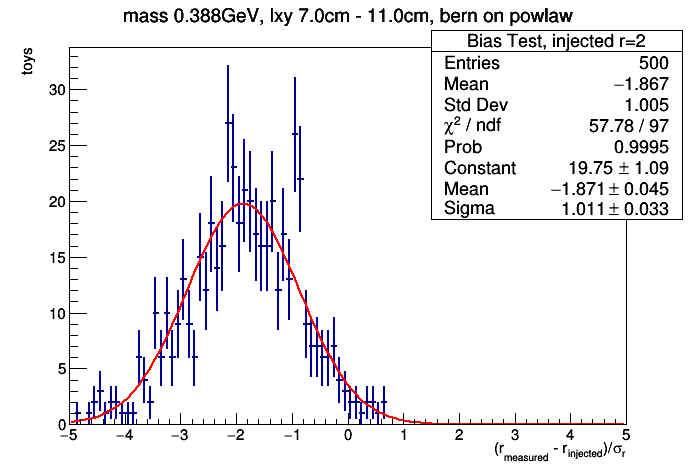 mass 0.388GeV, lxy 7.0cm - 11.0cm, bern on powlaw
Bias Test, injected r=2
Entries 500
Mean −1.867
Std Dev 1.005
χ² / ndf 57.78 / 97
Prob 0.9995
Constant 19.75 ± 1.09
Mean −1.871 ± 0.045
Sigma 1.011 ± 0.033
toys
30
25
20
15
10
5
0
−5 −4 −3 −2 −1 0 1 2 3 4 5
(r_measured - r_injected)/σ_r